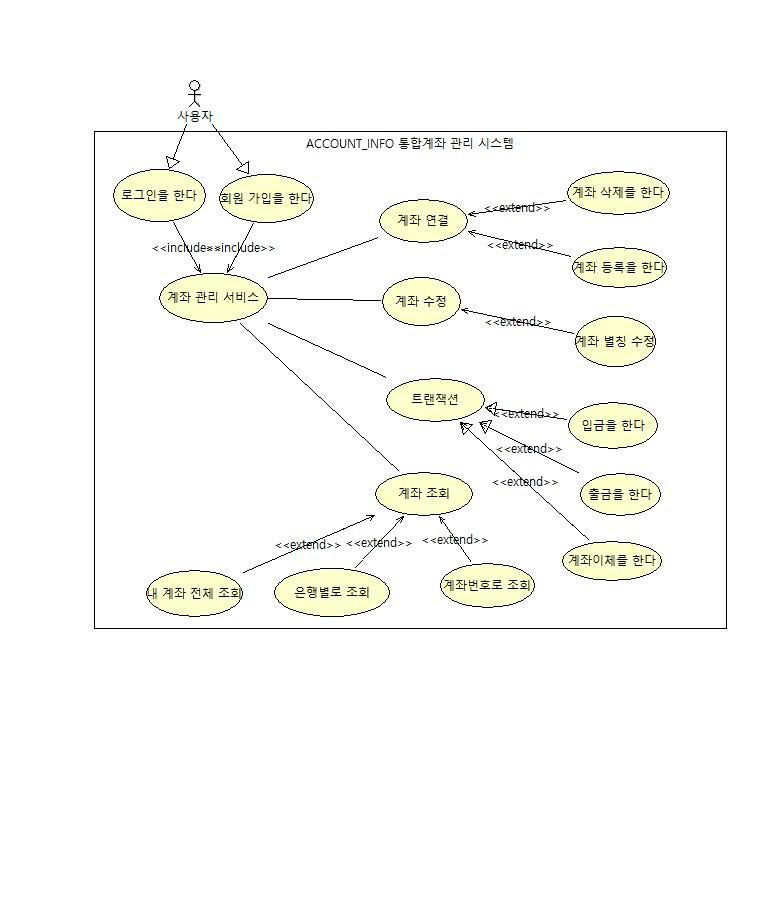 사용자
ACCOUNT_INFO 통합계좌 관리 시스템
로그인을 한다
회원 가입을 한다
계좌 삭제를 한다
<<extend>>
계좌 연결
<<include>>
<<include>>
<<extend>>
계좌 등록을 한다
계좌 관리 서비스
계좌 수정
<<extend>>
계좌 별칭 수정
트랜잭션
<<extend>>
입금을 한다
<<extend>>
<<extend>>
계좌 조회
출금을 한다
<<extend>>
<<extend>>
<<extend>>
계좌이체를 한다
내 계좌 전체 조회
은행별로 조회
계좌번호로 조회